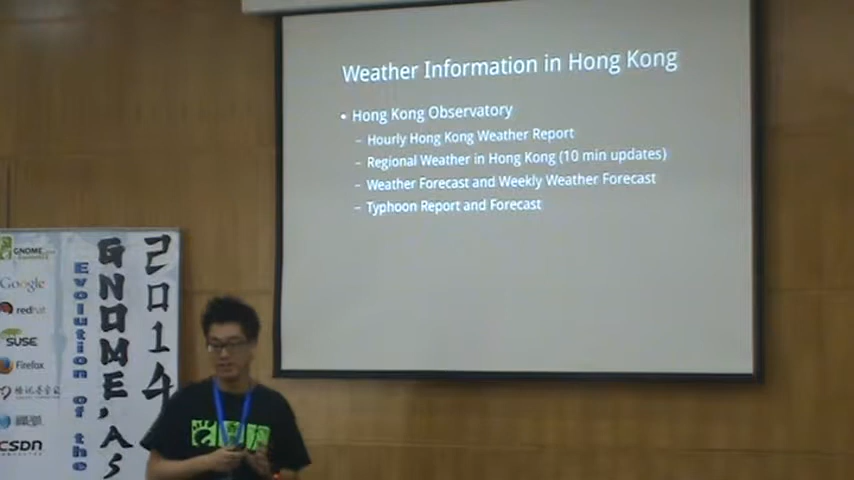 Weather Information in Hong Kong
• Hong Kong Observatory
– Hourly Hong Kong Weather Report
– Regional Weather in Hong Kong (10 min updates)
– Weather Forecast and Weekly Weather Forecast
– Typhoon Report and Forecast
GNOME
Google
redhat
SUSE
Firefox
CSDN
Evolution of the
GNOME,AS
2014